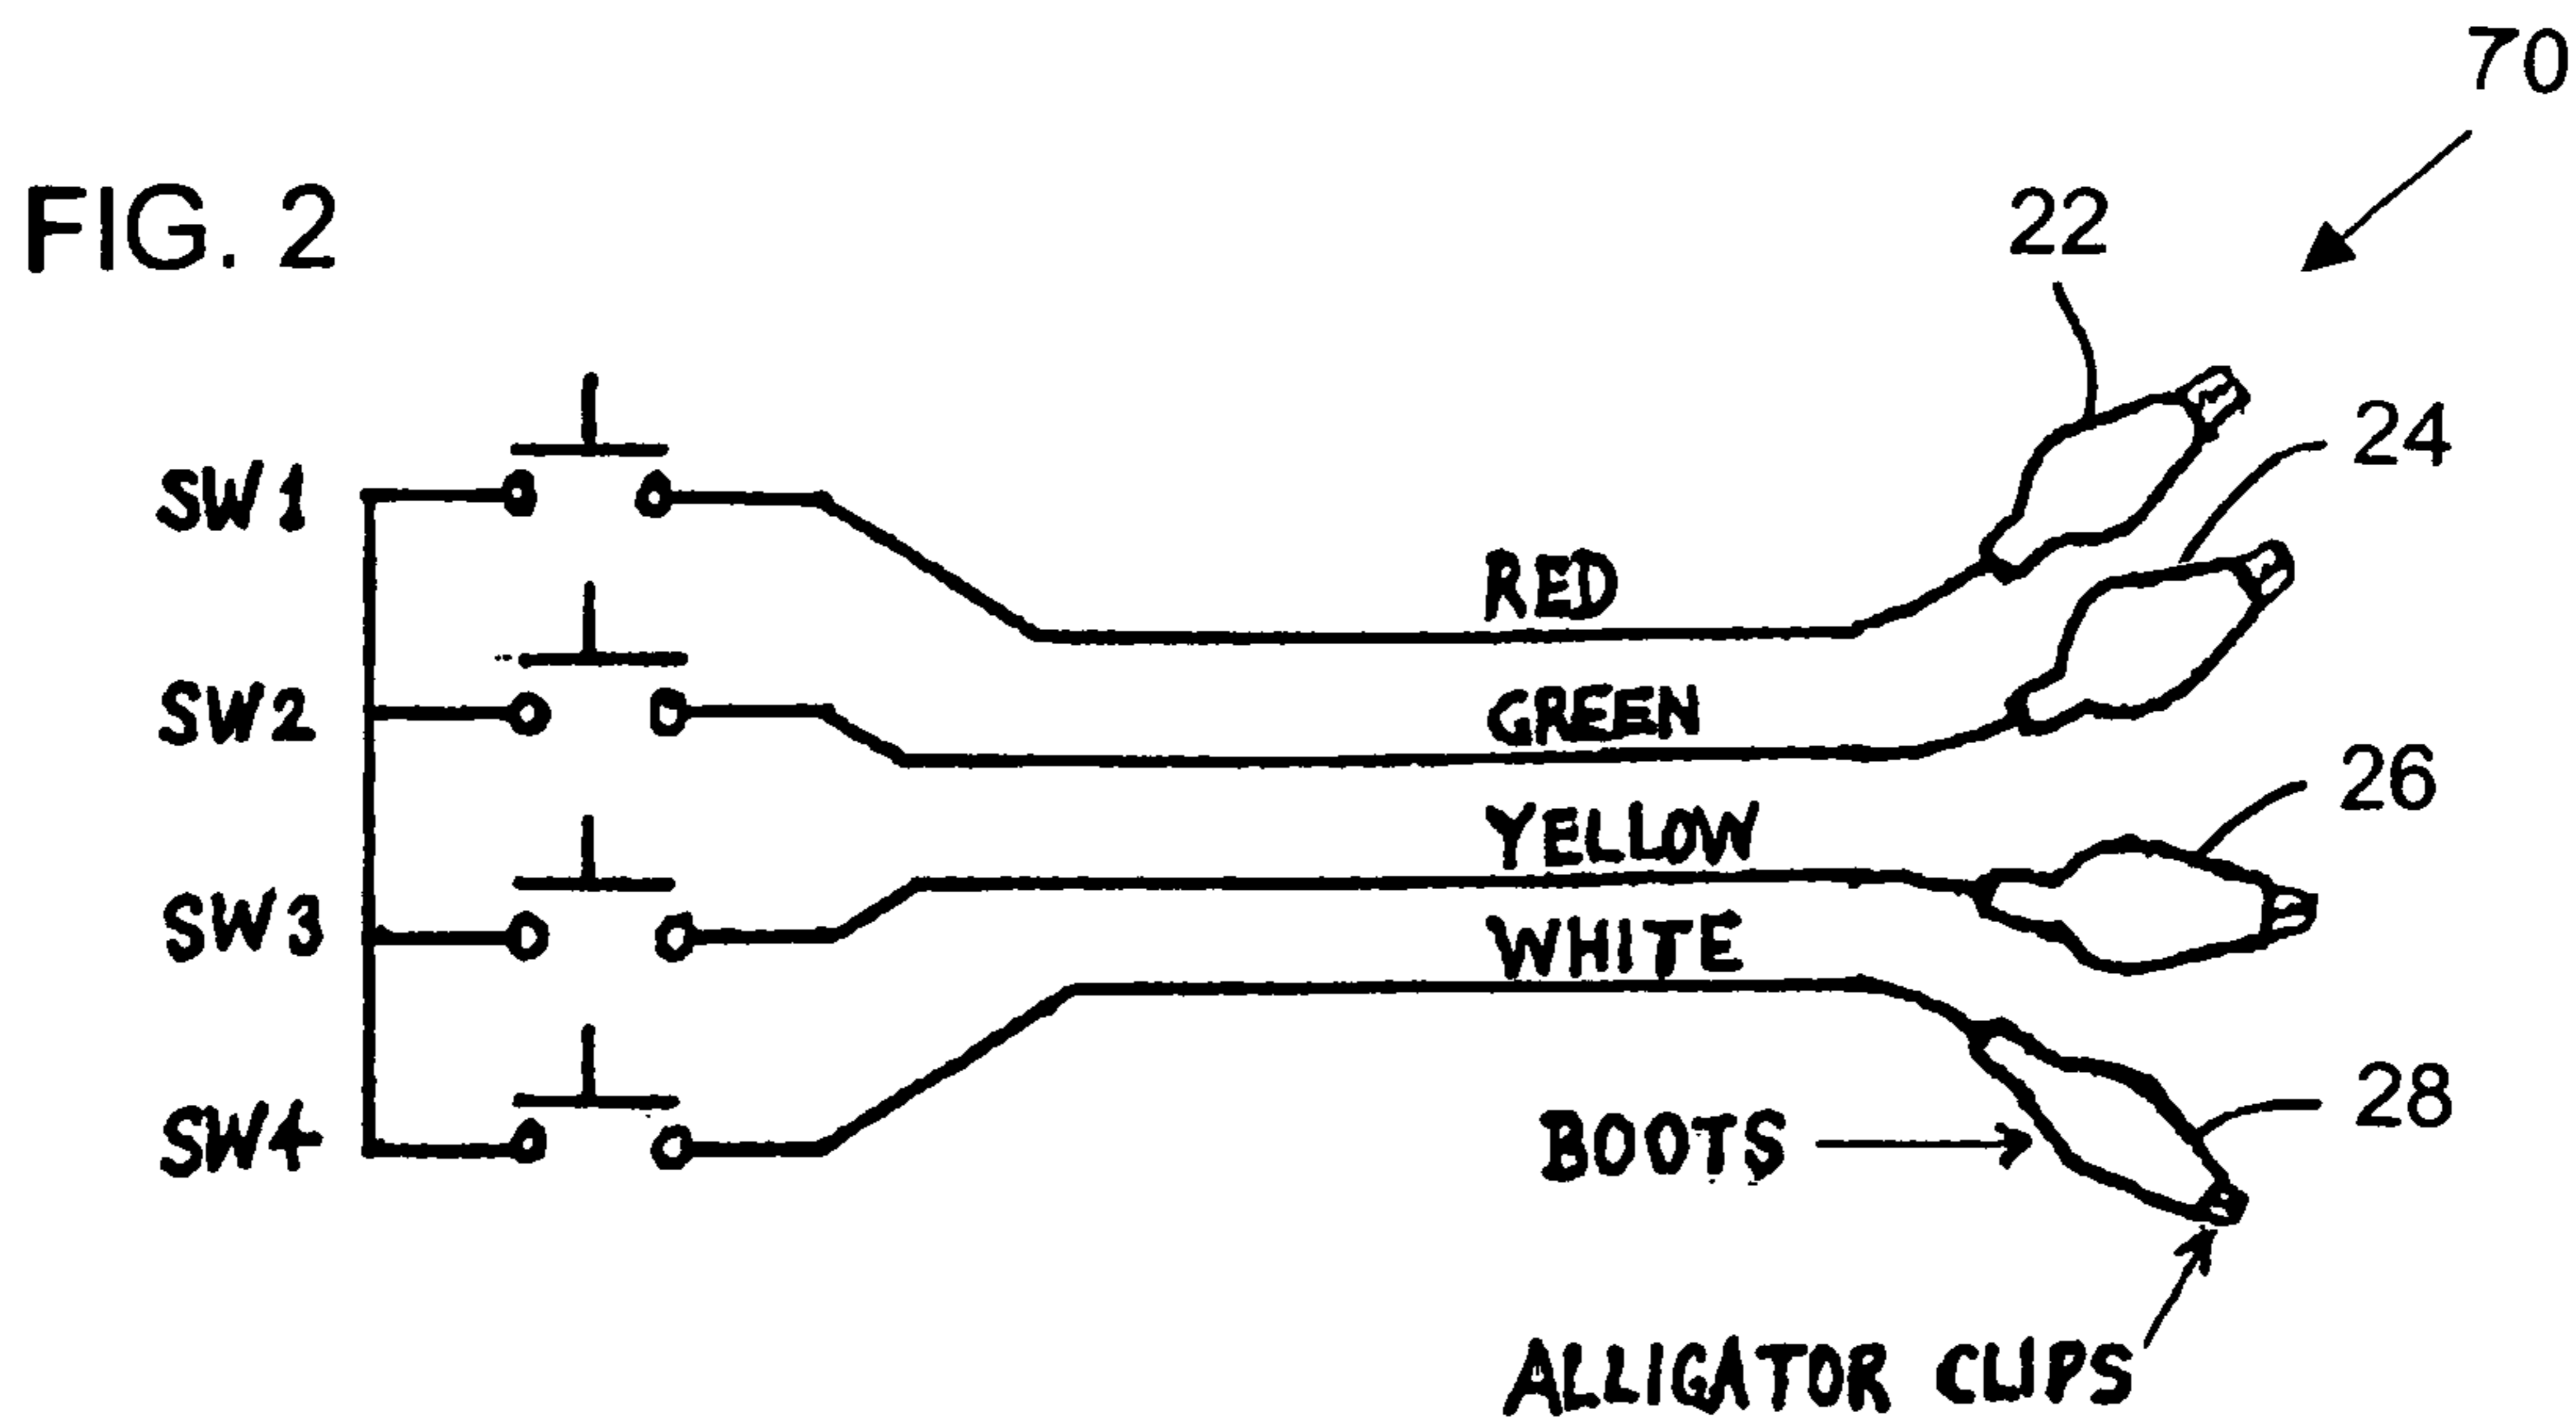 70
FIG. 2
22
24
SW1
RED
SW2
GREEN
26
YELLOW
SW3
WHITE
28
SW4
BOOTS
ALLIGATOR CLIPS